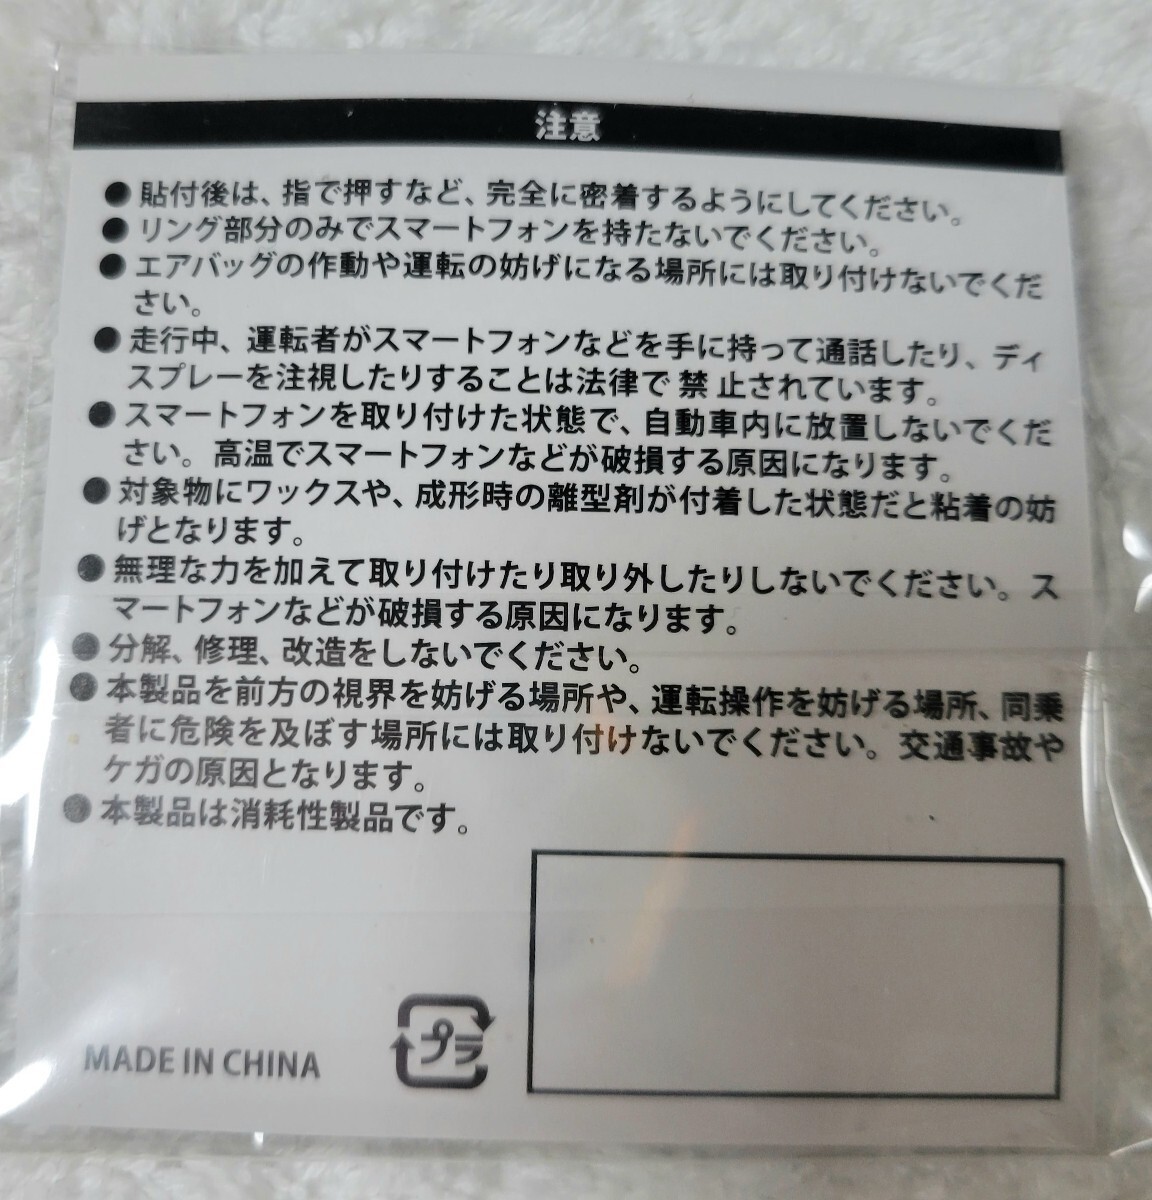 注意
●貼付後は、指で押すなど、完全に密着するようにしてください。
●リング部分のみでスマートフォンを持たないでください。
●エアバッグの作動や運転の妨げになる場所には取り付けないでくだ
さい。
●走行中、運転者がスマートフォンなどを手に持って通話したり、ディ
スプレーを注視したりすることは法律で 禁 止されています。
●スマートフォンを取り付けた状態で、自動車内に放置しないでくだ
さい。高温でスマートフォンなどが破損する原因になります。
●対象物にワックスや、成形時の離型剤が付着した状態だと粘着の妨
げとなります。
●無理な力を加えて取り付けたり取り外したりしないでください。ス
マートフォンなどが破損する原因になります。
●分解、修理、改造をしないでください。
●本製品を前方の視界を妨げる場所や、運転操作を妨げる場所、同乗
者に危険を及ぼす場所には取り付けないでください。交通事故や
ケガの原因となります。
●本製品は消耗性製品です。
MADE IN CHINA
プラ